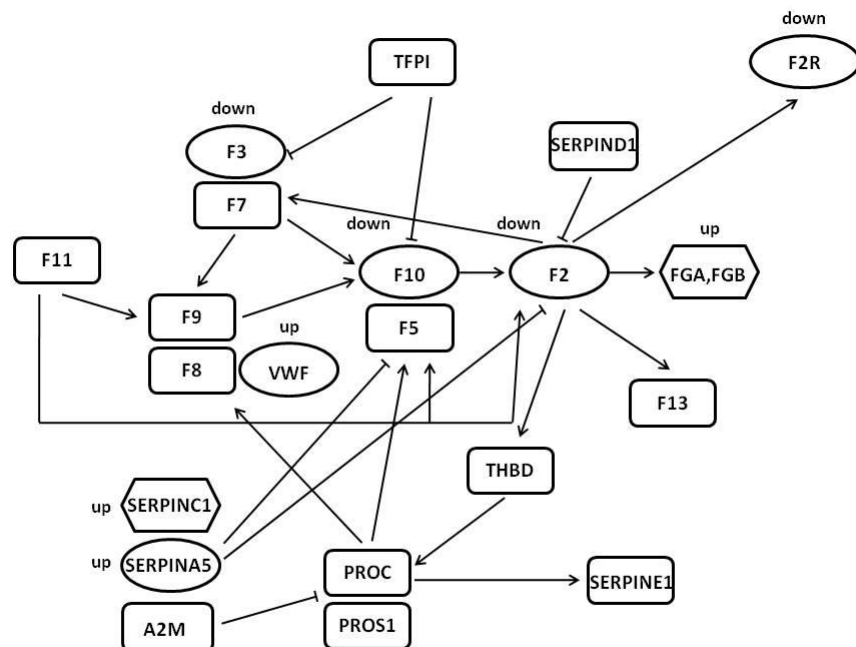 down
F2R
TFPI
down
F3
SERPIND1
F7
down
down
up
F11
F10
F2
FGA,FGB
F9
F5
up
F8
VWF
F13
THBD
up
SERPINC1
up
SERPINA5
PROC
SERPINE1
A2M
PROS1